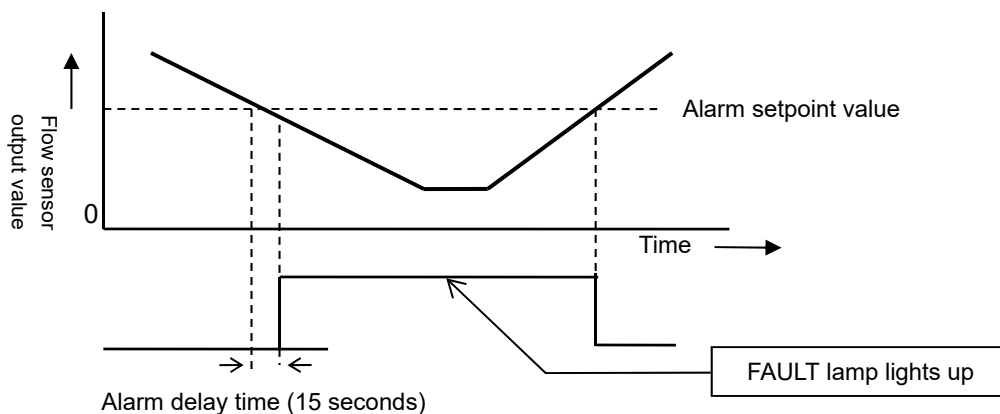 Alarm setpoint value
Flow sensor
output value
0
Time
FAULT lamp lights up
Alarm delay time (15 seconds)